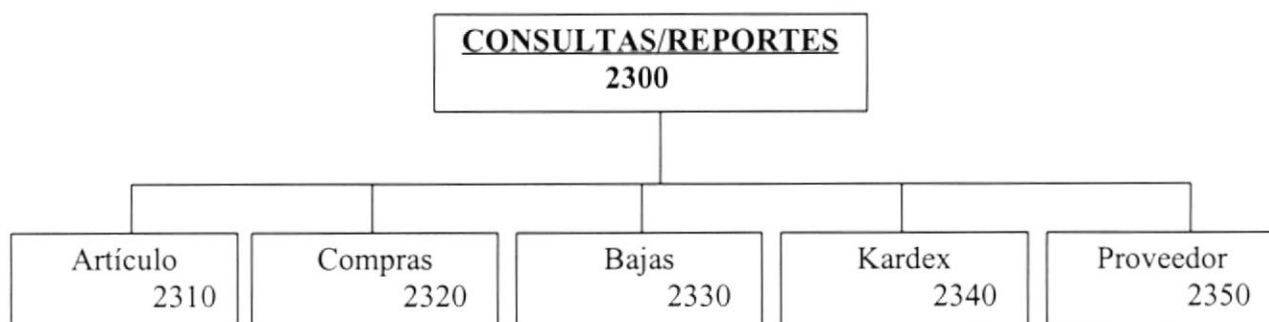 CONSULTAS/REPORTES
2300
Artículo
2310
Compras
2320
Bajas
2330
Kardex
2340
Proveedor
2350